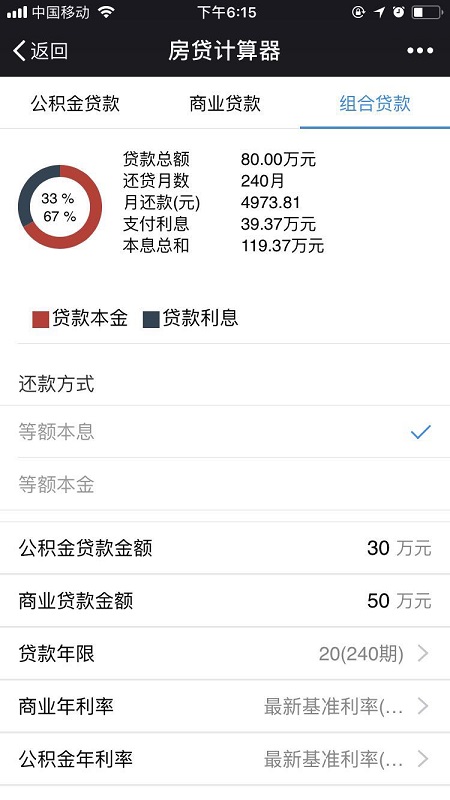 中国移动 下午6:15
返回 房贷计算器
公积金贷款 商业贷款 组合贷款
33 %
67 %
贷款总额 80.00万元
还贷月数 240月
月还款(元) 4973.81
支付利息 39.37万元
本息总和 119.37万元
贷款本金 贷款利息
还款方式
等额本息
等额本金
公积金贷款金额 30 万元
商业贷款金额 50 万元
贷款年限 20(240期)
商业年利率 最新基准利率(...
公积金年利率 最新基准利率(...